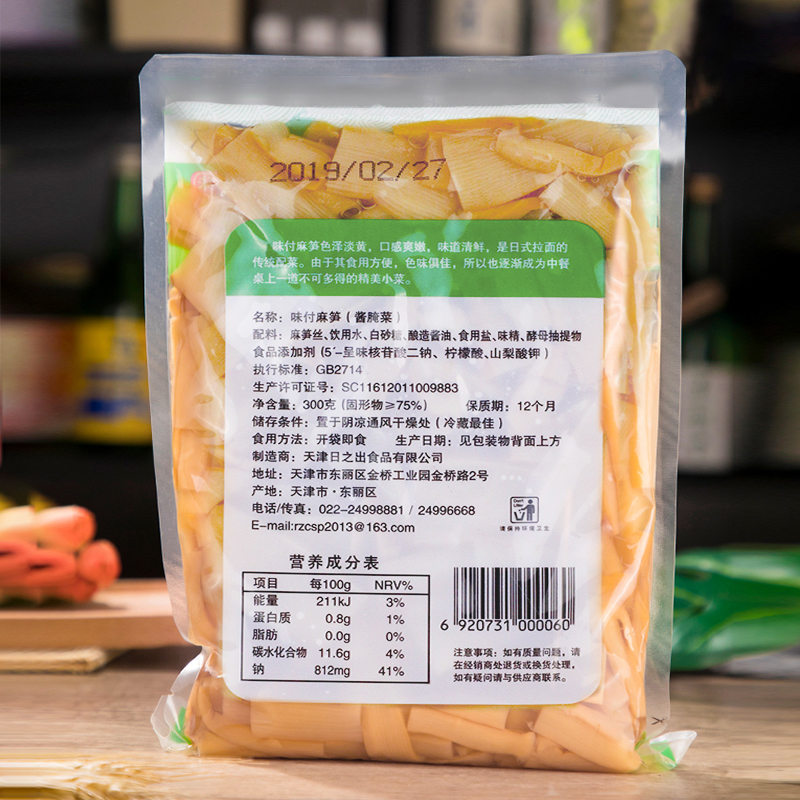 2019/02/27
味付麻笋色泽淡黄，口感爽嫩，味道清鲜，是日式拉面的
传统配菜。由于其食用方便，色味俱佳，所以也逐渐成为中餐
桌上一道不可多得的精美小菜。
名称：味付麻笋（酱腌菜）
配料：麻笋丝、饮用水、白砂糖、酿造酱油、食用盐、味精、酵母抽提物
食品添加剂（5´-呈味核苷酸二钠、柠檬酸、山梨酸钾）
执行标准：GB2714
生产许可证号：SC11612011009883
净含量：300克（固形物≥75%） 保质期：12个月
储存条件：置于阴凉通风干燥处（冷藏最佳）
食用方法：开袋即食 生产日期：见包装物背面上方
制造商：天津日之出食品有限公司
地址：天津市东丽区金桥工业园金桥路2号
产地：天津市·东丽区
电话/传真：022-24998881 / 24996668
E-mail:rzcsp2013@163.com
请保持环境卫生
营养成分表
项目 每100g NRV%
能量 211kJ 3%
蛋白质 0.8g 1%
脂肪 0.0g 0%
碳水化合物 11.6g 4%
钠 812mg 41%
6 920731 000060
注意事项：如有质量问题，请
在经销商处退货或换货处理，
如有疑问请与供应商联系。